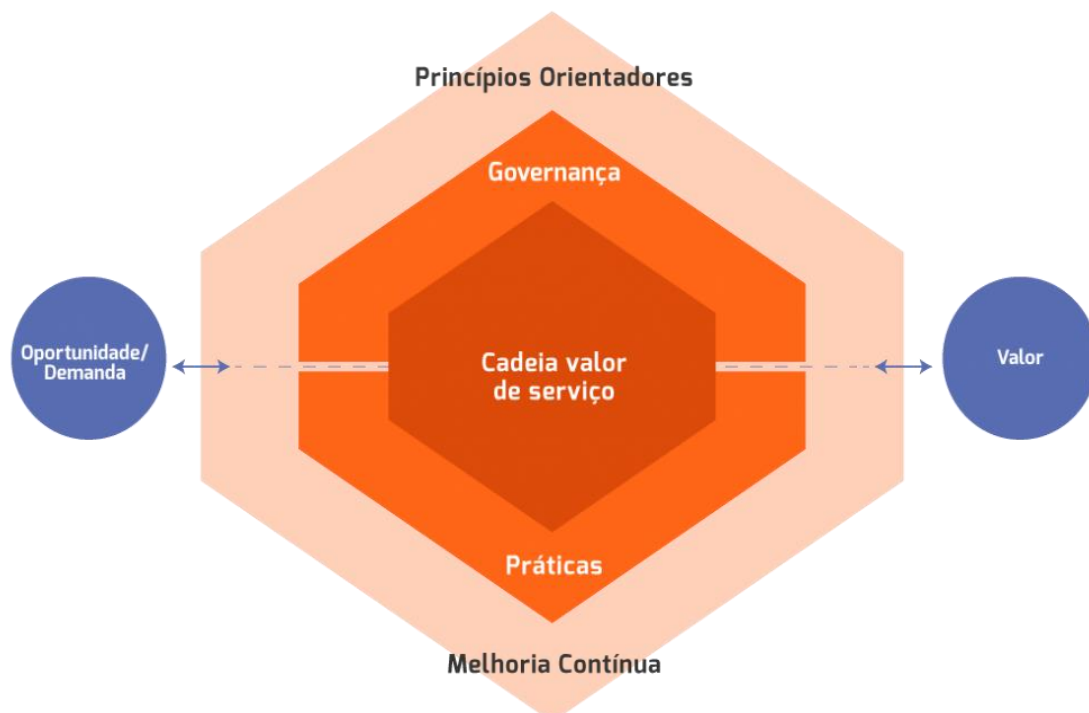 Princípios Orientadores
Governança
Oportunidade/
Demanda
Cadeia valor
de serviço
Valor
Práticas
Melhoria Contínua